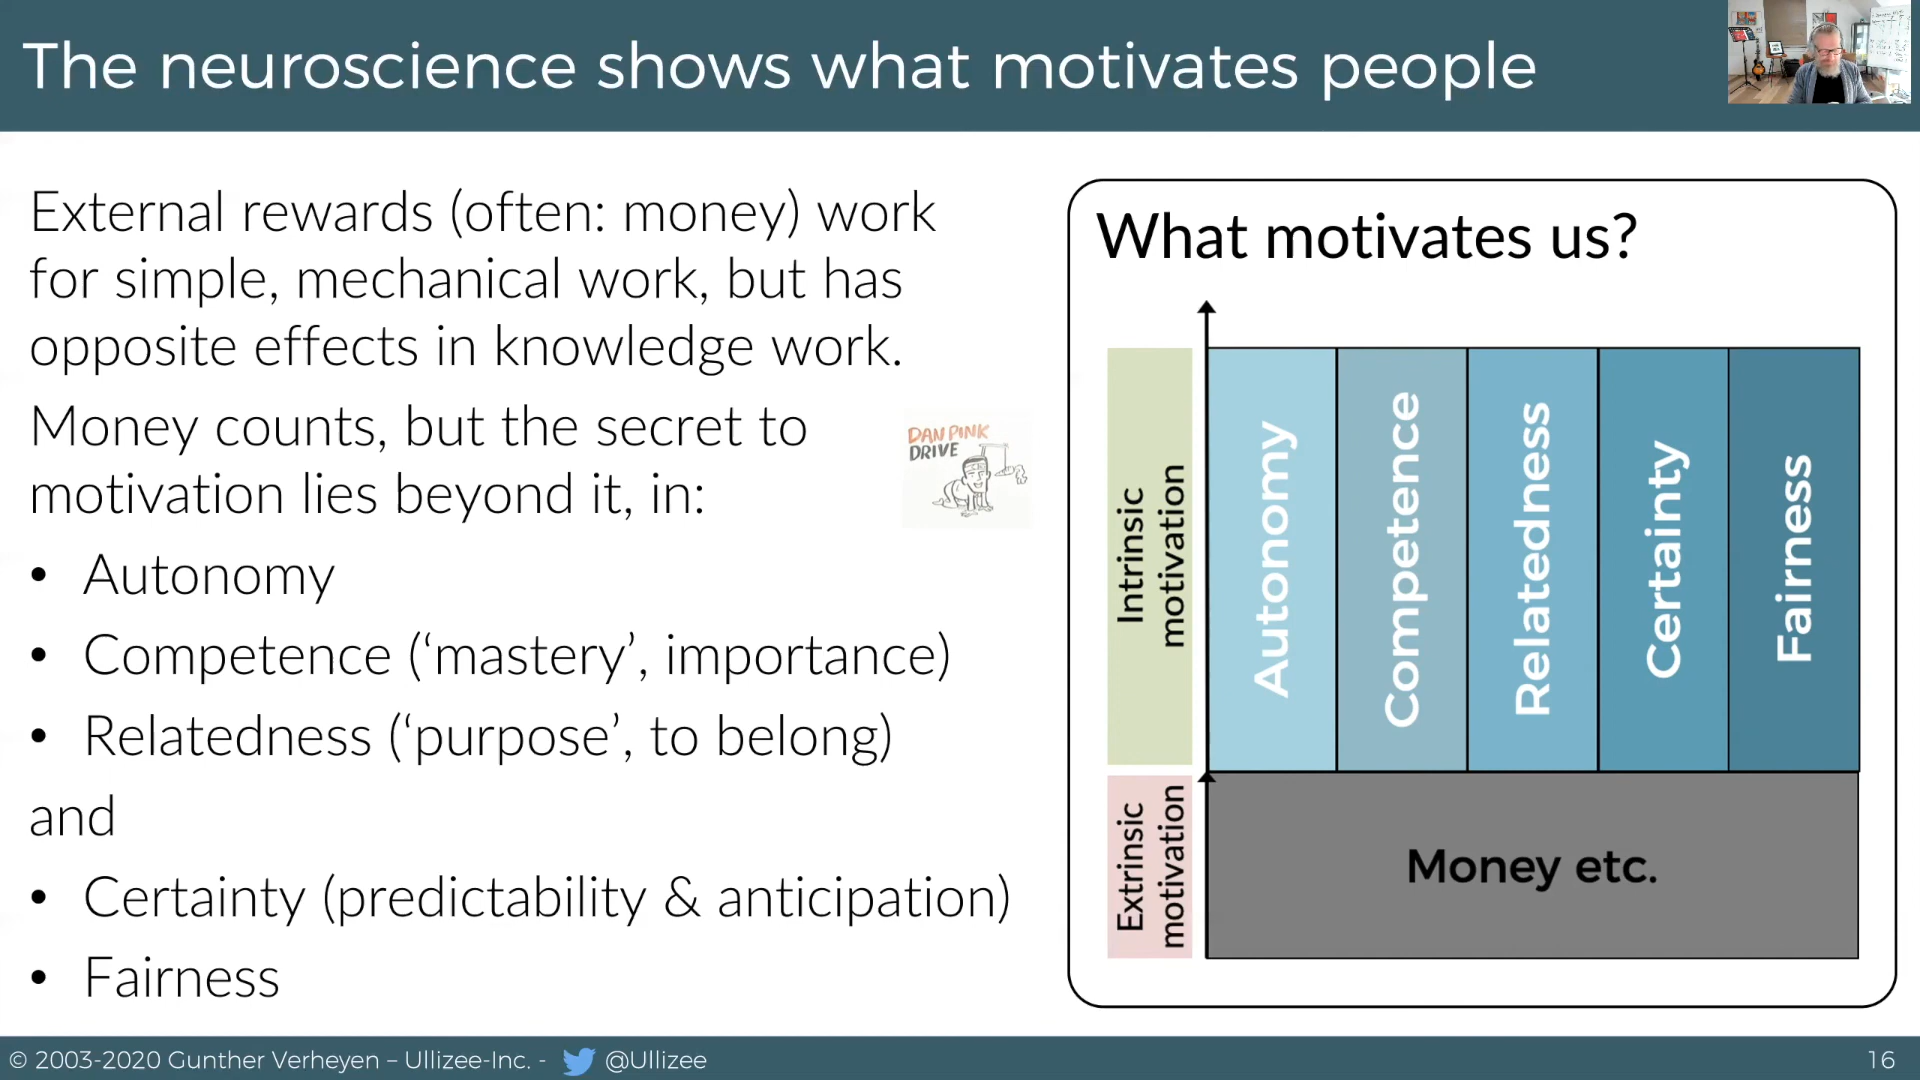 The neuroscience shows what motivates people
External rewards (often: money) work
for simple, mechanical work, but has
opposite effects in knowledge work.
Money counts, but the secret to
motivation lies beyond it, in:
DAN PINK
DRIVE
• Autonomy
• Competence (‘mastery’, importance)
• Relatedness (‘purpose’, to belong)
and
• Certainty (predictability & anticipation)
• Fairness
What motivates us?
Intrinsic
motivation
Autonomy
Competence
Relatedness
Certainty
Fairness
Extrinsic
motivation
Money etc.
© 2003-2020 Gunther Verheyen – Ullizee-Inc. - @Ullizee
16